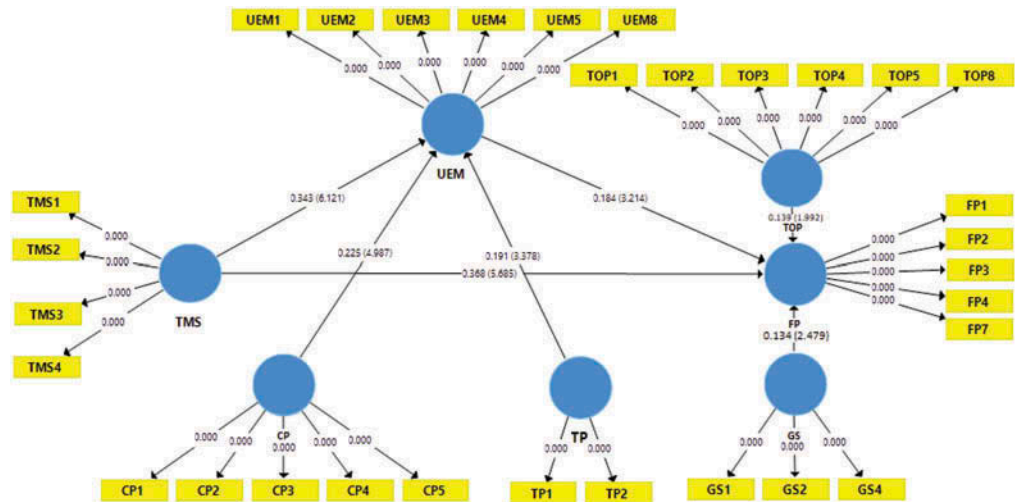 UEM1 UEM2 UEM3 UEM4 UEM5 UEM8
0.000 0.000 0.000 0.000 0.000 0.000
TOP1 TOP2 TOP3 TOP4 TOP5 TOP8
0.000 0.000 0.000 0.000 0.000 0.000
UEM
0.343 (6.121)
0.184 (3.214)
0.139 (1.992)
TOP
TMS1
TMS2
TMS3
TMS4
0.000
0.000
0.000
0.000
TMS
0.225 (4.987)
0.191 (3.378)
0.368 (5.685)
FP1
FP2
FP3
FP4
FP7
0.000
0.000
0.000
0.000
0.000
FP
0.134 (2.479)
CP
0.000 0.000 0.000 0.000 0.000
CP1 CP2 CP3 CP4 CP5
TP
0.000 0.000
TP1 TP2
GS
0.000 0.000 0.000
GS1 GS2 GS4